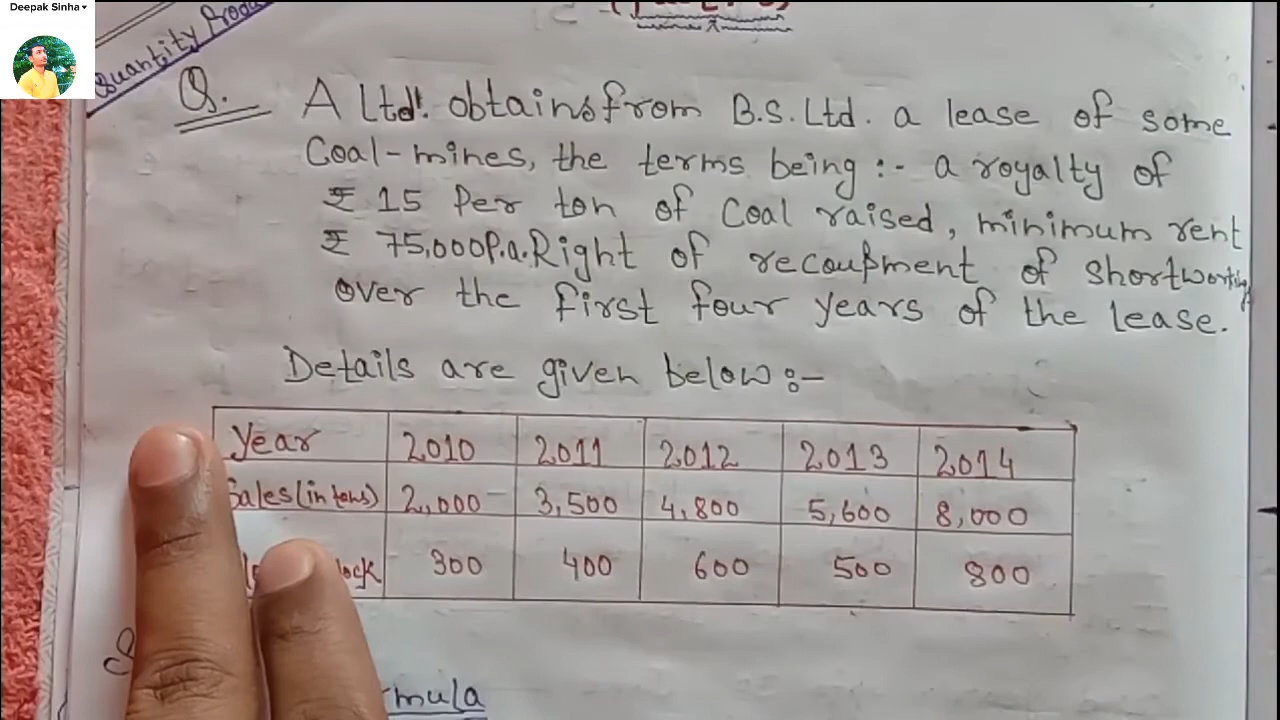 Deepak Sinha
Quantity
Q. A Ltd. obtains from B.S. Ltd. a lease of some
Coal-mines, the terms being :- a royalty of
₹ 15 Per ton of Coal raised, minimum rent
₹ 75,000P.a. Right of recoupment of shortworkings
over the first four years of the lease.
Details are given below :-
Year 2010 2011 2012 2013 2014
Sales (in tons) 2,000 3,500 4,800 5,600 8,000
ock 300 400 600 500 800
mula